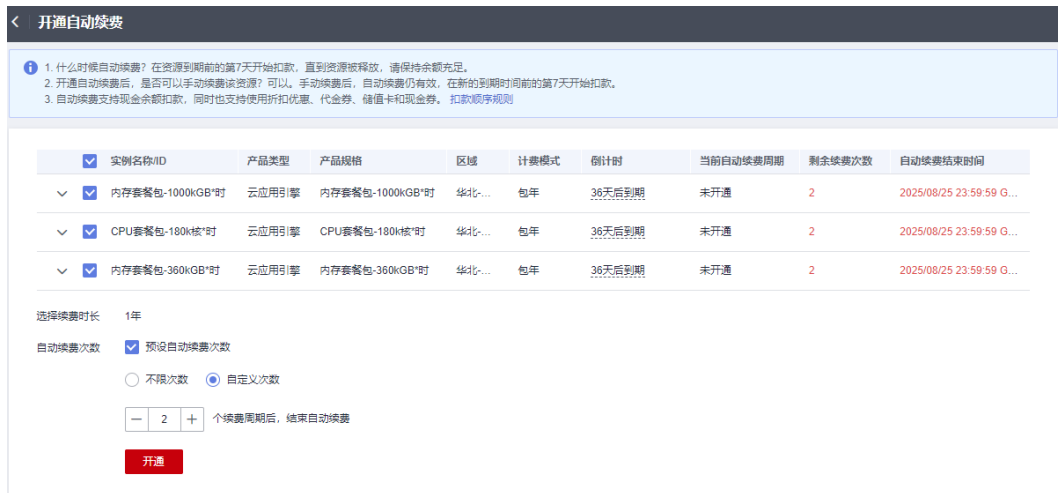 开通自动续费
1. 什么时候自动续费？在资源到期前的第7天开始扣款，直到资源被释放，请保持余额充足。
2. 开通自动续费后，是否可以手动续费该资源？可以。手动续费后，自动续费仍有效，在新的到期时间前的第7天开始扣款。
3. 自动续费支持现金余额扣款，同时也支持使用折扣优惠、代金券、储值卡和现金券。 扣款顺序规则
实例名称/ID 产品类型 产品规格 区域 计费模式 倒计时 当前自动续费周期 剩余续费次数 自动续费结束时间
内存套餐包-1000kGB*时 云应用引擎 内存套餐包-1000kGB*时 华北-... 包年 36天后到期 未开通 2 2025/08/25 23:59:59 G...
CPU套餐包-180k核*时 云应用引擎 CPU套餐包-180k核*时 华北-... 包年 36天后到期 未开通 2 2025/08/25 23:59:59 G...
内存套餐包-360kGB*时 云应用引擎 内存套餐包-360kGB*时 华北-... 包年 36天后到期 未开通 2 2025/08/25 23:59:59 G...
选择续费时长 1年
自动续费次数 预设自动续费次数
不限次数 自定义次数
2 个续费周期后，结束自动续费
开通